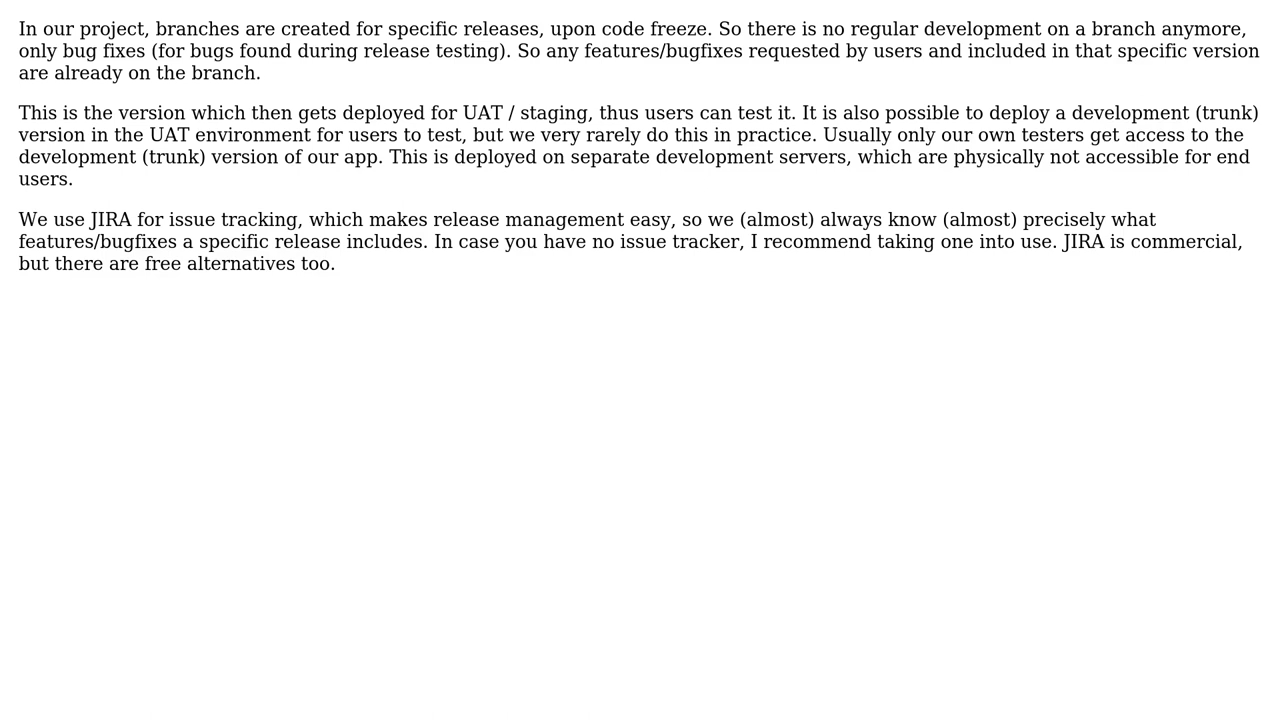 In our project, branches are created for specific releases, upon code freeze. So there is no regular development on a branch anymore,
only bug fixes (for bugs found during release testing). So any features/bugfixes requested by users and included in that specific version
are already on the branch.
This is the version which then gets deployed for UAT / staging, thus users can test it. It is also possible to deploy a development (trunk)
version in the UAT environment for users to test, but we very rarely do this in practice. Usually only our own testers get access to the
development (trunk) version of our app. This is deployed on separate development servers, which are physically not accessible for end
users.
We use JIRA for issue tracking, which makes release management easy, so we (almost) always know (almost) precisely what
features/bugfixes a specific release includes. In case you have no issue tracker, I recommend taking one into use. JIRA is commercial,
but there are free alternatives too.